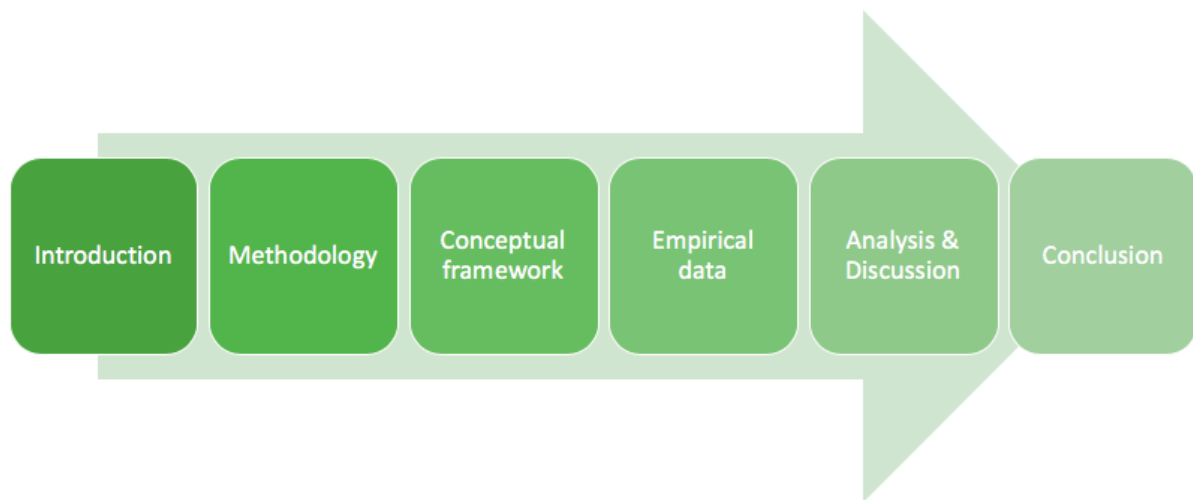 Introduction
Methodology
Conceptual
framework
Empirical
data
Analysis &
Discussion
Conclusion